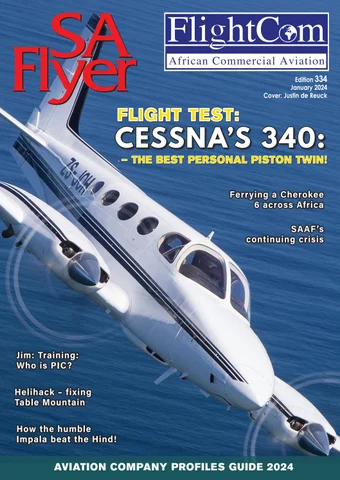 SA
Flyer
FlightCom
African Commercial Aviation
Edition 334
January 2024
Cover: Justin de Reuck
FLIGHT TEST:
CESSNA'S 340:
– THE BEST PERSONAL PISTON TWIN!
Ferrying a Cherokee
6 across Africa
SAAF's
continuing crisis
Jim: Training:
Who is PIC?
Helihack – fixing
Table Mountain
How the humble
Impala beat the Hind!
AVIATION COMPANY PROFILES GUIDE 2024